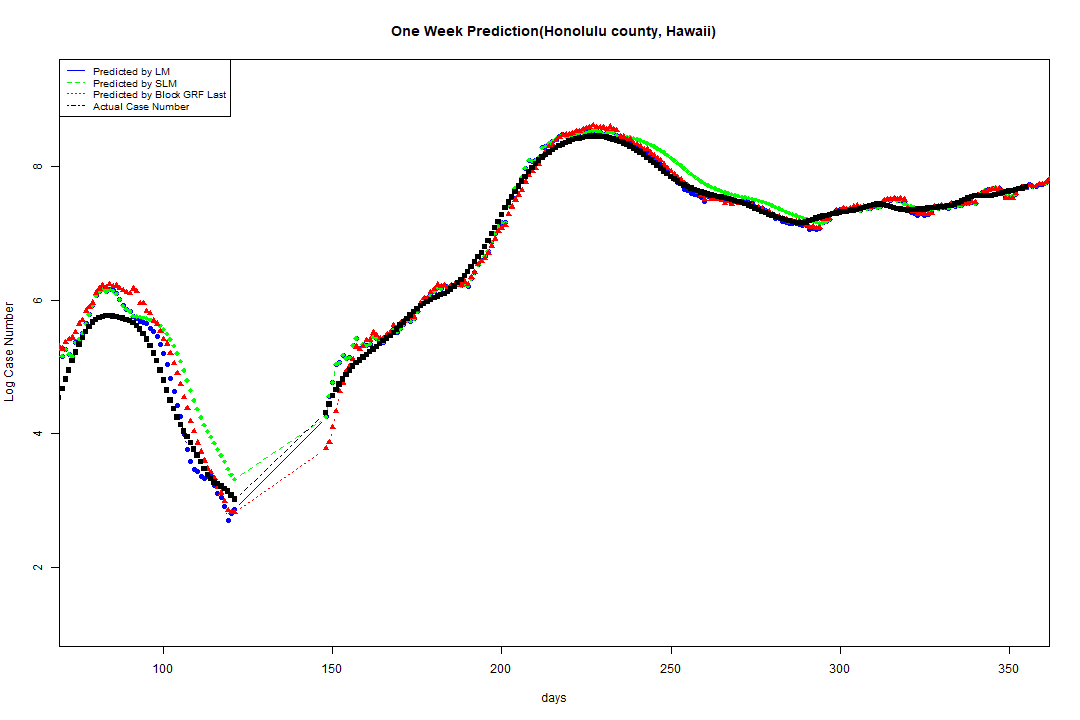 One Week Prediction(Honolulu county, Hawaii)
Predicted by LM
Predicted by SLM
Predicted by Block GRF Last
Actual Case Number
8
6
4
2
Log Case Number
100 150 200 250 300 350
days